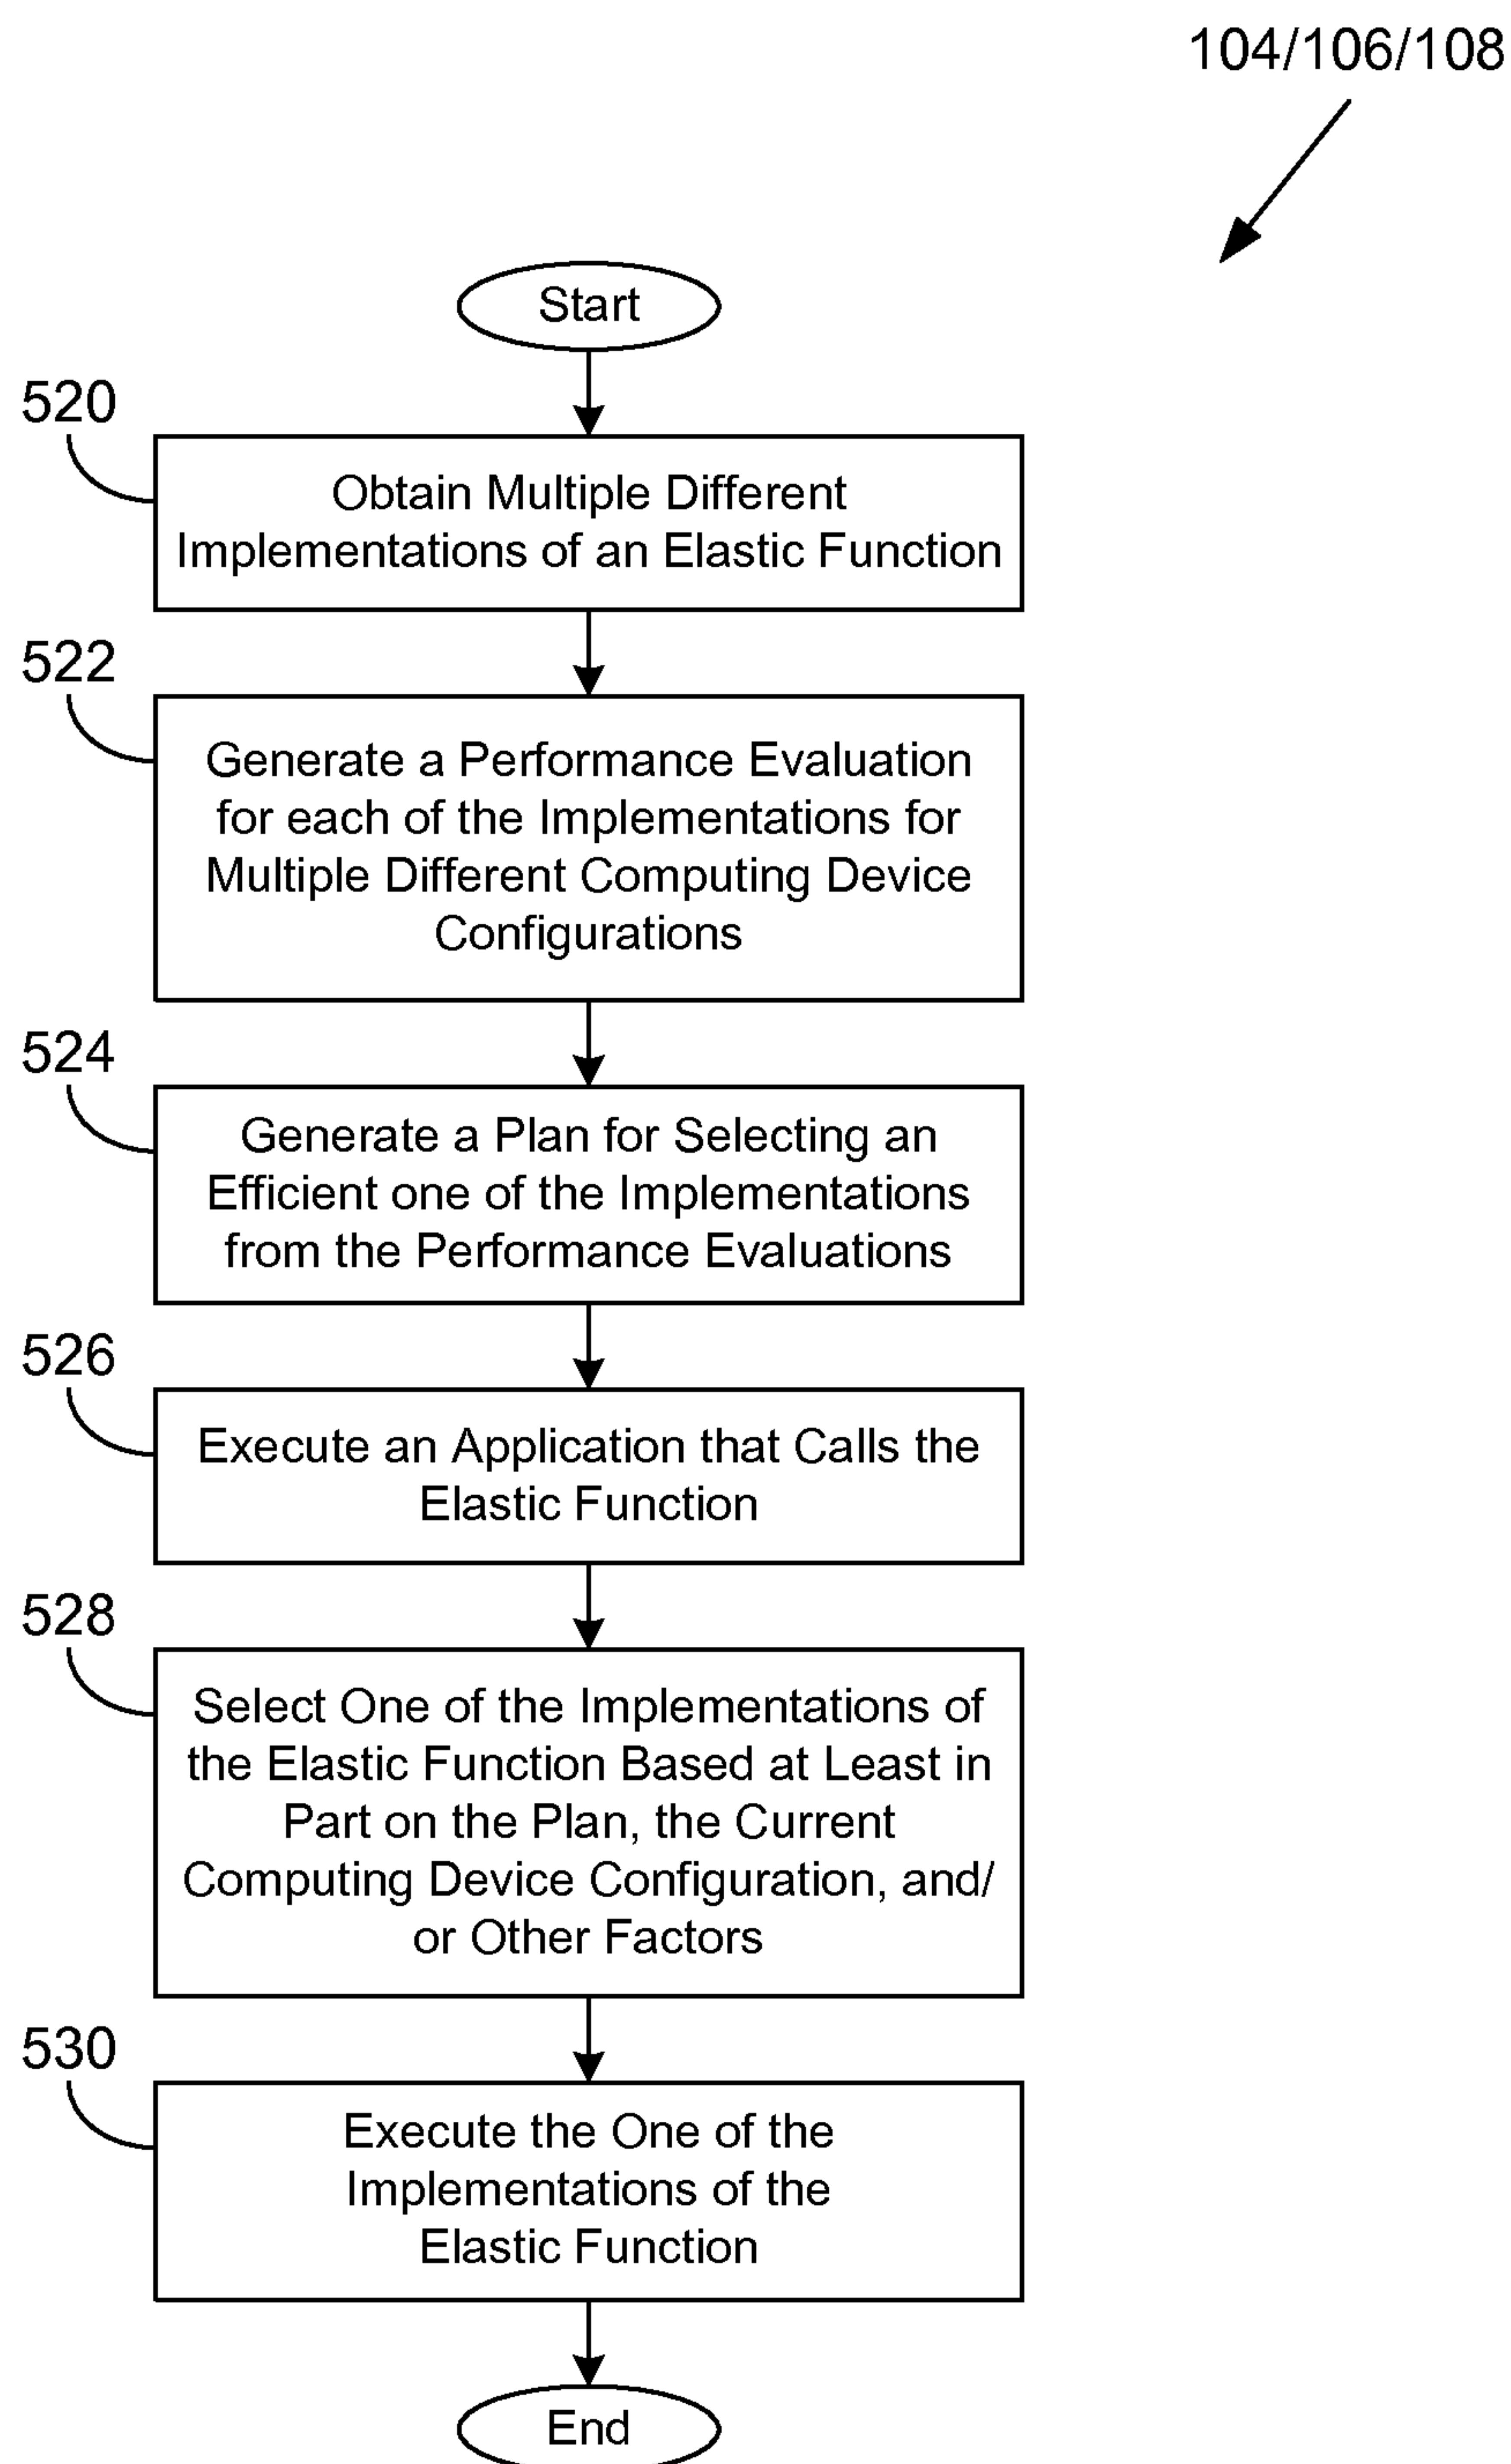 104/106/108
Start
520
Obtain Multiple Different
Implementations of an Elastic Function
522
Generate a Performance Evaluation
for each of the Implementations for
Multiple Different Computing Device
Configurations
524
Generate a Plan for Selecting an
Efficient one of the Implementations
from the Performance Evaluations
526
Execute an Application that Calls the
Elastic Function
528
Select One of the Implementations of
the Elastic Function Based at Least in
Part on the Plan, the Current
Computing Device Configuration, and/
or Other Factors
530
Execute the One of the
Implementations of the
Elastic Function
End